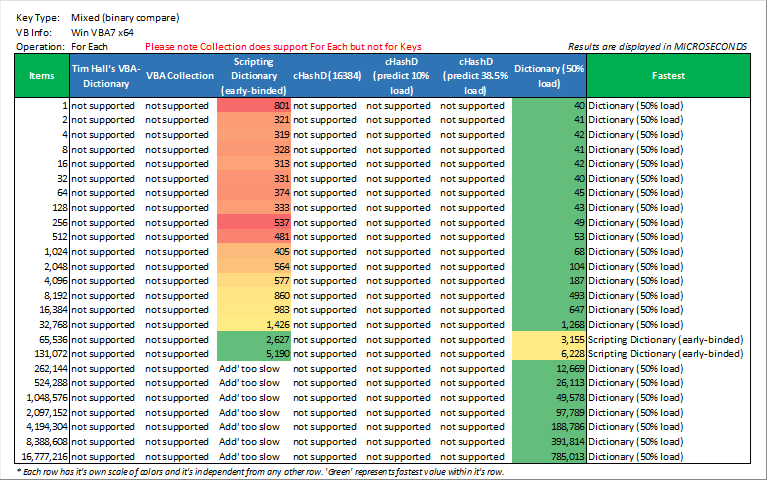 Key Type: Mixed (binary compare)
VB Info: Win VBA7 x64
Operation: For Each Please note Collection does support For Each but not for Keys Results are displayed in MICROSECONDS
Items Tim Hall's VBA-Dictionary VBA Collection Scripting Dictionary (early-binded) cHashD (16384) cHashD (predict 10% load) cHashD (predict 38.5% load) Dictionary (50% load) Fastest
1 not supported not supported 801 not supported not supported not supported 40 Dictionary (50% load)
2 not supported not supported 321 not supported not supported not supported 41 Dictionary (50% load)
4 not supported not supported 319 not supported not supported not supported 42 Dictionary (50% load)
8 not supported not supported 328 not supported not supported not supported 41 Dictionary (50% load)
16 not supported not supported 313 not supported not supported not supported 42 Dictionary (50% load)
32 not supported not supported 331 not supported not supported not supported 40 Dictionary (50% load)
64 not supported not supported 374 not supported not supported not supported 45 Dictionary (50% load)
128 not supported not supported 333 not supported not supported not supported 43 Dictionary (50% load)
256 not supported not supported 537 not supported not supported not supported 49 Dictionary (50% load)
512 not supported not supported 481 not supported not supported not supported 53 Dictionary (50% load)
1,024 not supported not supported 405 not supported not supported not supported 68 Dictionary (50% load)
2,048 not supported not supported 564 not supported not supported not supported 104 Dictionary (50% load)
4,096 not supported not supported 577 not supported not supported not supported 187 Dictionary (50% load)
8,192 not supported not supported 860 not supported not supported not supported 493 Dictionary (50% load)
16,384 not supported not supported 983 not supported not supported not supported 647 Dictionary (50% load)
32,768 not supported not supported 1,426 not supported not supported not supported 1,268 Dictionary (50% load)
65,536 not supported not supported 2,627 not supported not supported not supported 3,155 Scripting Dictionary (early-binded)
131,072 not supported not supported 5,190 not supported not supported not supported 6,228 Scripting Dictionary (early-binded)
262,144 not supported not supported Add' too slow not supported not supported not supported 12,669 Dictionary (50% load)
524,288 not supported not supported Add' too slow not supported not supported not supported 26,113 Dictionary (50% load)
1,048,576 not supported not supported Add' too slow not supported not supported not supported 49,578 Dictionary (50% load)
2,097,152 not supported not supported Add' too slow not supported not supported not supported 97,789 Dictionary (50% load)
4,194,304 not supported not supported Add' too slow not supported not supported not supported 188,786 Dictionary (50% load)
8,388,608 not supported not supported Add' too slow not supported not supported not supported 391,814 Dictionary (50% load)
16,777,216 not supported not supported Add' too slow not supported not supported not supported 785,013 Dictionary (50% load)
* Each row has it's own scale of colors and it's independent from any other row. 'Green' represents fastest value within it's row.